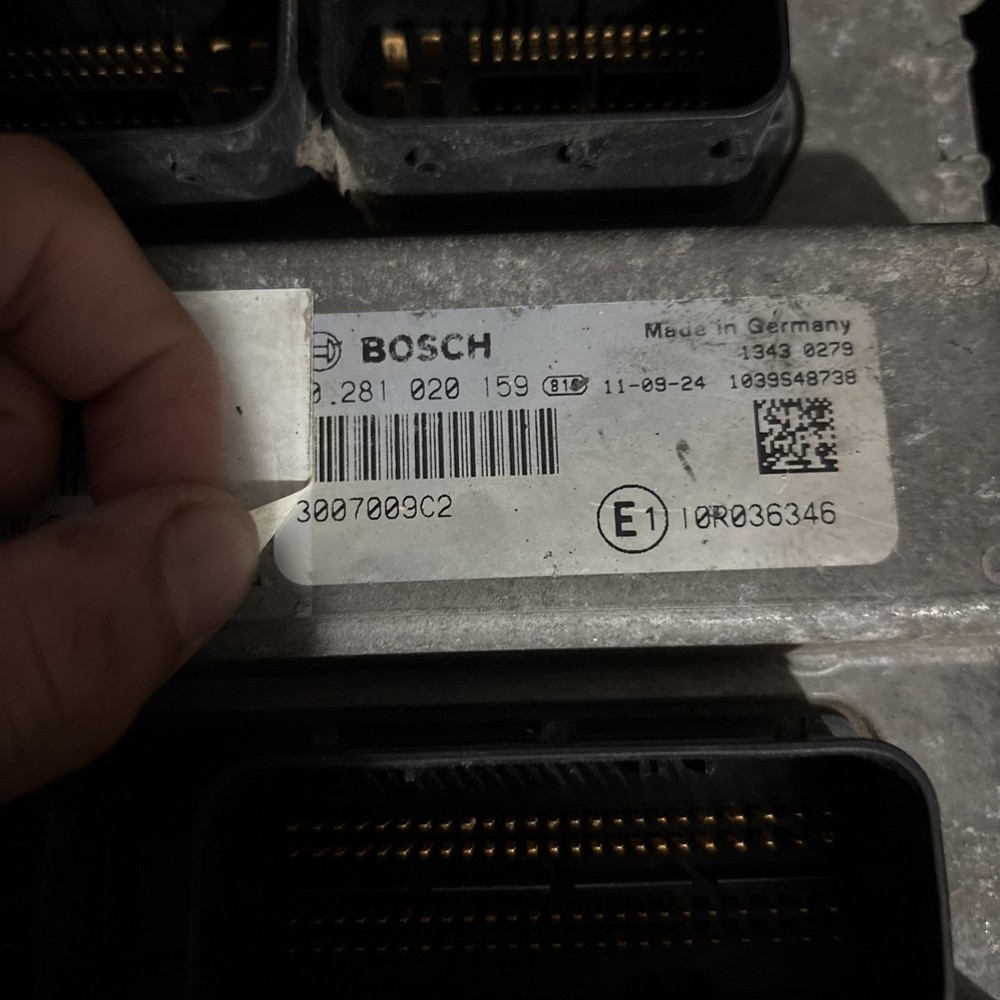 BOSCH
Made in Germany
1343 0279
0.281 020 159 11-09-24 1039S48738
3007009C2
E1 10R036346